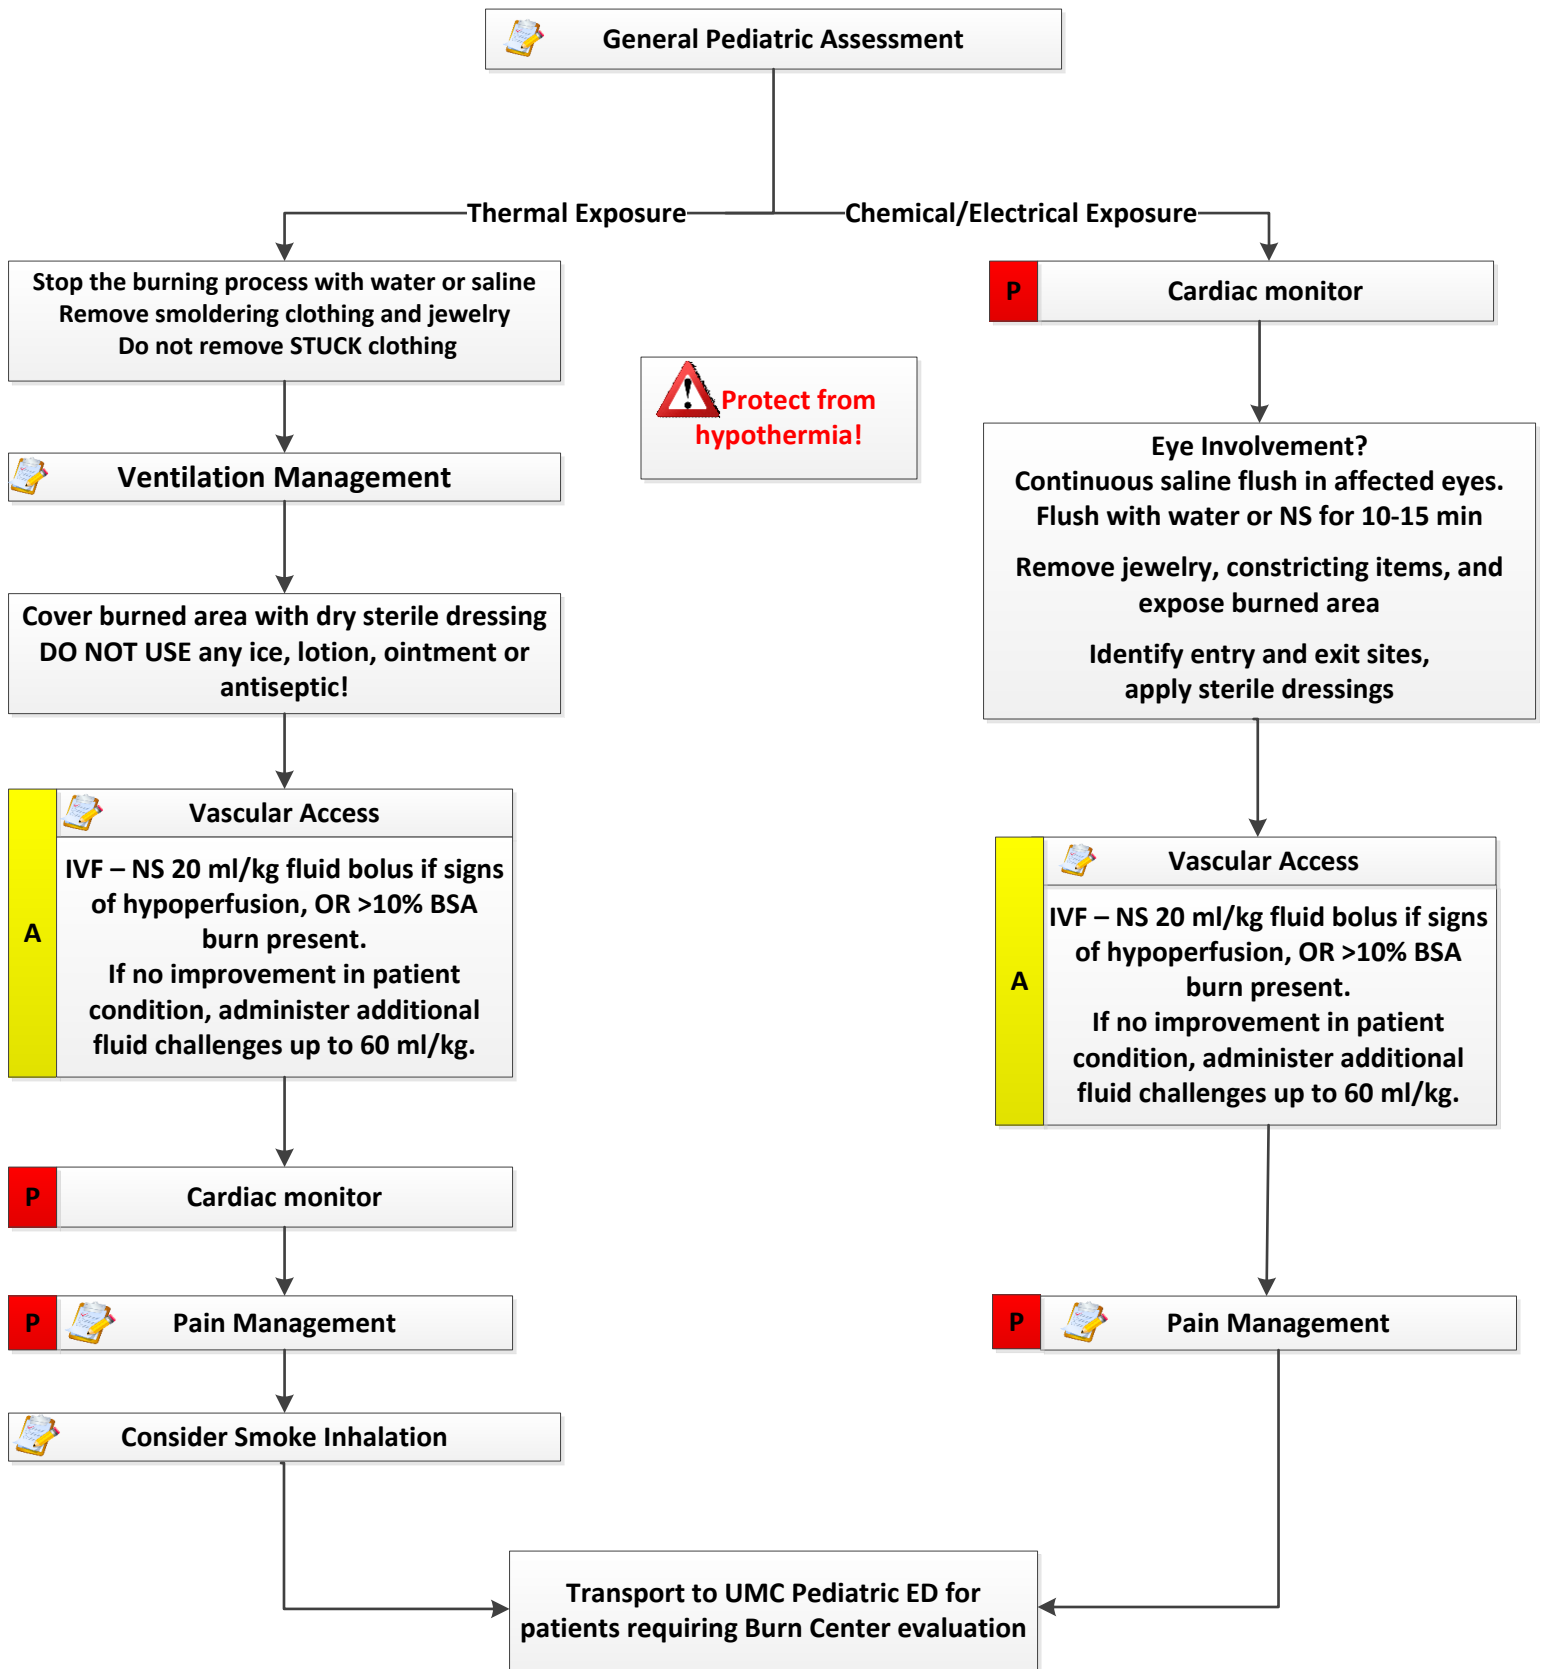 General Pediatric Assessment
Thermal Exposure
Chemical/Electrical Exposure
Stop the burning process with water or saline
Remove smoldering clothing and jewelry
Do not remove STUCK clothing
Ventilation Management
Cover burned area with dry sterile dressing
DO NOT USE any ice, lotion, ointment or
antiseptic!
A
Vascular Access
IVF – NS 20 ml/kg fluid bolus if signs
of hypoperfusion, OR >10% BSA
burn present.
If no improvement in patient
condition, administer additional
fluid challenges up to 60 ml/kg.
P
Cardiac monitor
P
Pain Management
Consider Smoke Inhalation
Protect from
hypothermia!
P
Cardiac monitor
Eye Involvement?
Continuous saline flush in affected eyes.
Flush with water or NS for 10-15 min
Remove jewelry, constricting items, and
expose burned area
Identify entry and exit sites,
apply sterile dressings
A
Vascular Access
IVF – NS 20 ml/kg fluid bolus if signs
of hypoperfusion, OR >10% BSA
burn present.
If no improvement in patient
condition, administer additional
fluid challenges up to 60 ml/kg.
P
Pain Management
Transport to UMC Pediatric ED for
patients requiring Burn Center evaluation